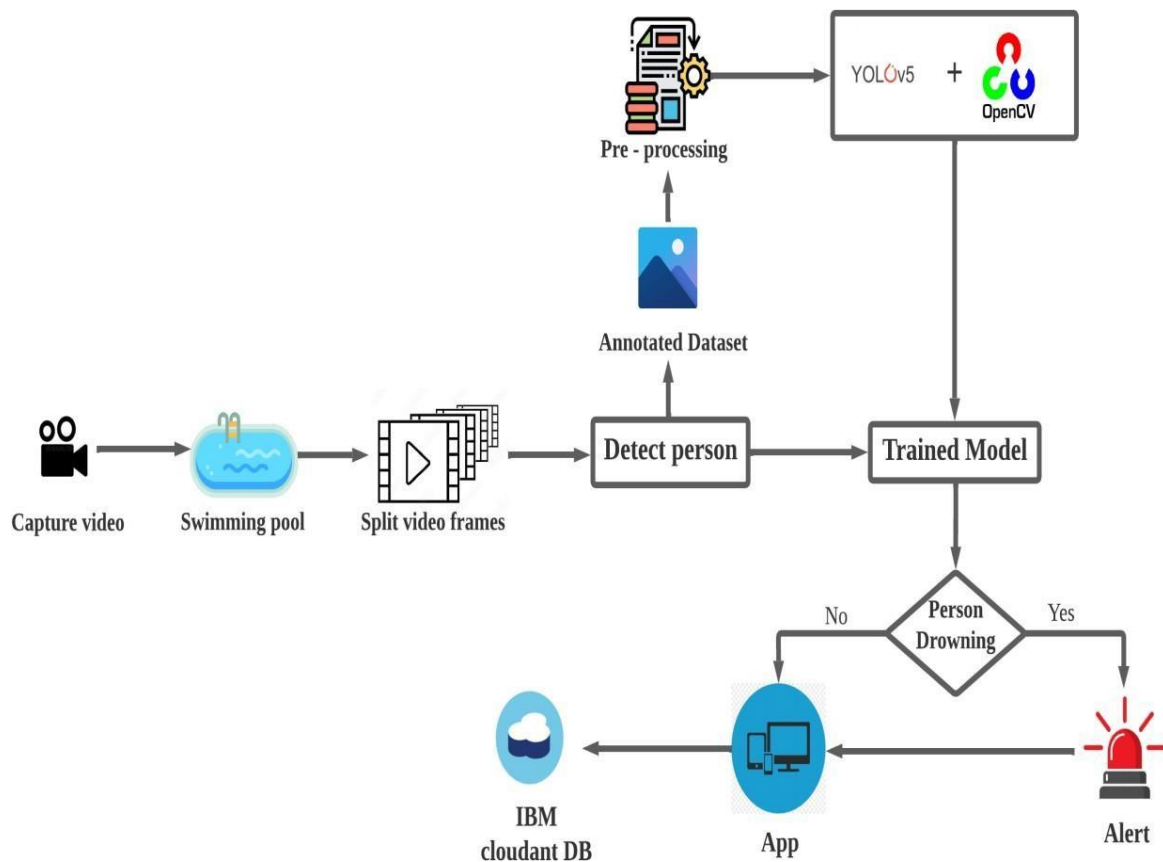 YOLOv5 +
OpenCV
Pre - processing
Annotated Dataset
Detect person
Trained Model
Capture video
Swimming pool
Split video frames
No
Person
Drowning
Yes
IBM
cloudant DB
App
Alert